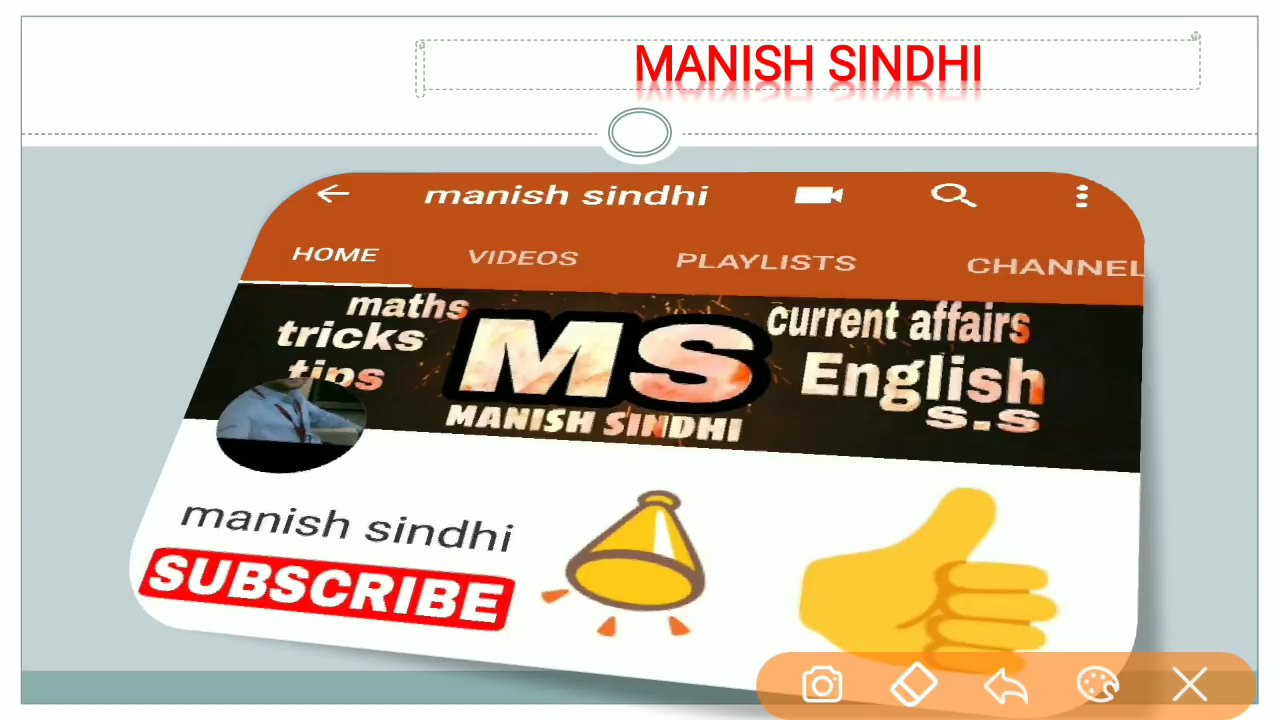 MANISH SINDHI
manish sindhi
HOME VIDEOS PLAYLISTS CHANNEL
maths
tricks
tips
MS
MANISH SINDHI
current affairs
English
s.s
manish sindhi
SUBSCRIBE